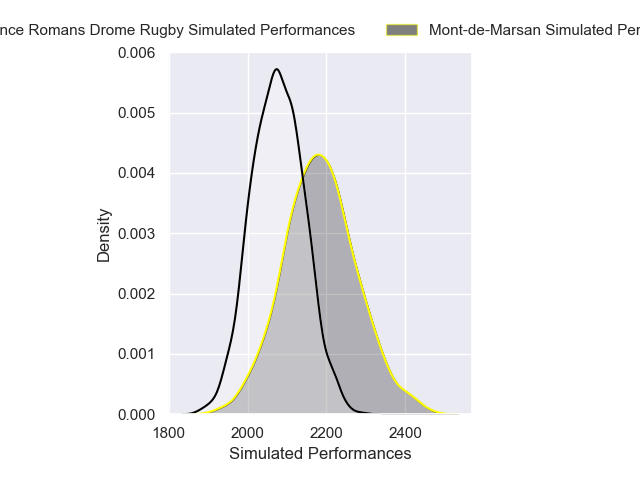 nce Romans Drome Rugby Simulated Performances Mont-de-Marsan Simulated Per
0.006
0.005
0.004
0.003
0.002
0.001
0.000
Density
1800 2000 2200 2400
Simulated Performances